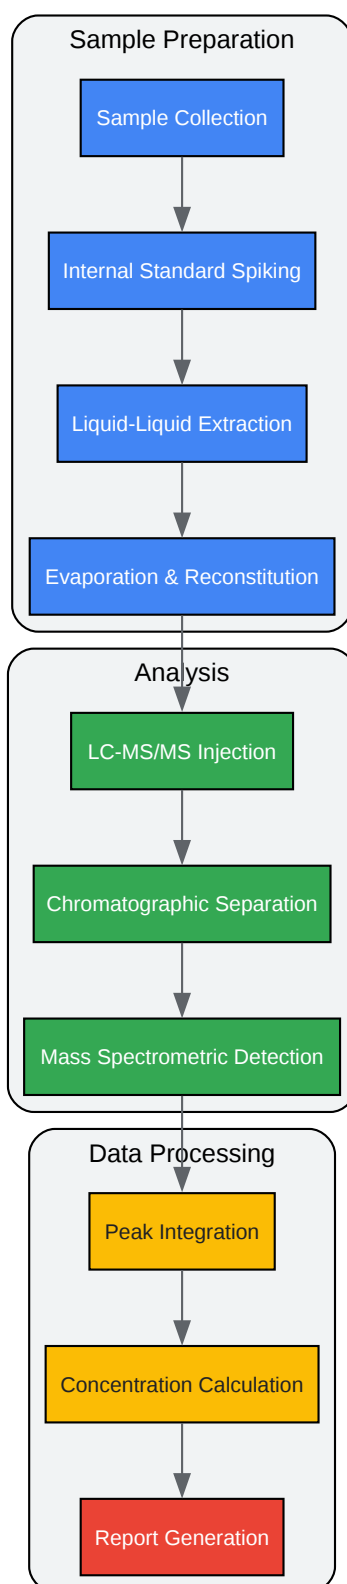 Sample Preparation
Sample Collection
Internal Standard Spiking
Liquid-Liquid Extraction
Evaporation & Reconstitution
Analysis
LC-MS/MS Injection
Chromatographic Separation
Mass Spectrometric Detection
Data Processing
Peak Integration
Concentration Calculation
Report Generation